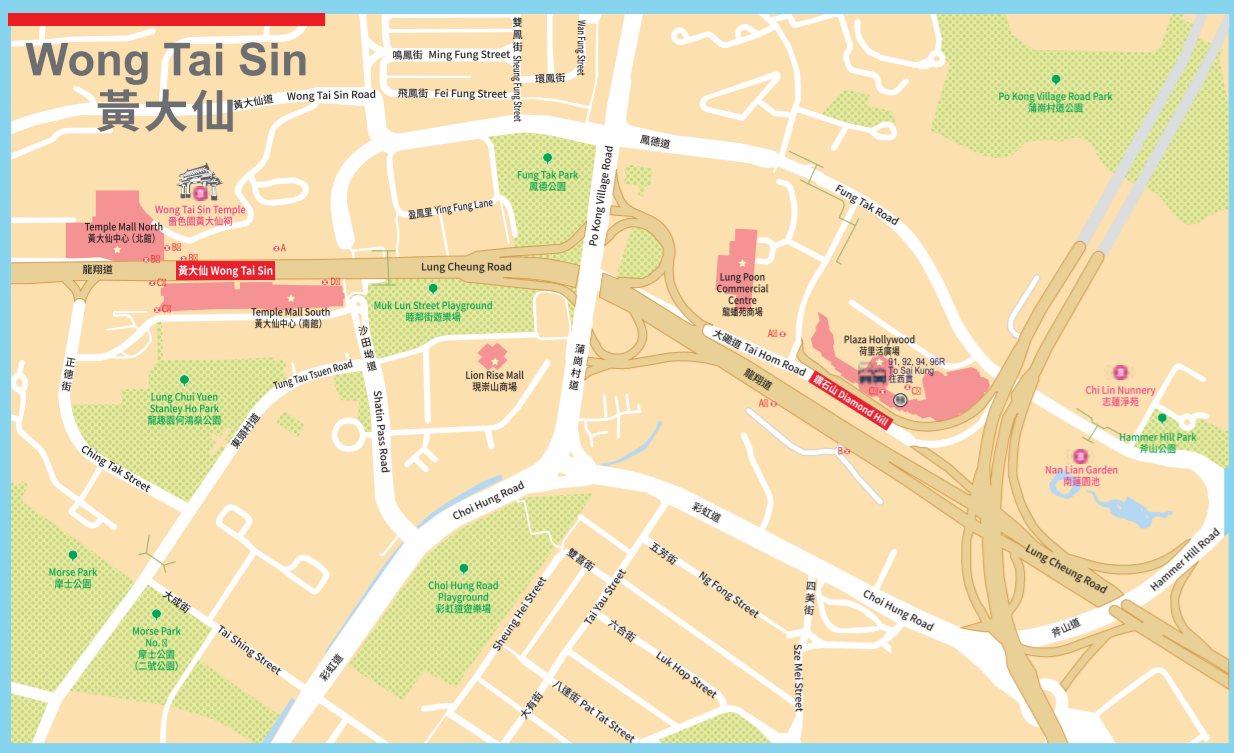 Wong Tai Sin
黃大仙
黃大仙道 Wong Tai Sin Road
鳴鳳街 Ming Fung Street
飛鳳街 Fei Fung Street
雙鳳街 Sheung Fung Street
Wan Fung Street
環鳳街
鳳德道
Fung Tak Road
Po Kong Village Road Park
蒲崗村道公園
Fung Tak Park
鳳德公園
Po Kong Village Road
蒲崗村道
盈鳳里 Ying Fung Lane
Wong Tai Sin Temple
嗇色園黃大仙祠
Temple Mall North
黃大仙中心（北館）
A
B
B
B
龍翔道
黃大仙 Wong Tai Sin
Lung Cheung Road
C
C
D
Temple Mall South
黃大仙中心（南館）
Muk Lun Street Playground
睦鄰街遊樂場
Lung Poon
Commercial
Centre
龍蟠苑商場
Plaza Hollywood
荷里活廣場
91, 92, 94, 96R
To Sai Kung
往西貢
A
大磡道 Tai Hom Road
龍翔道
鑽石山 Diamond Hill
C
C
A
B
Lion Rise Mall
現崇山商場
沙田坳道
Shatin Pass Road
Tung Tau Tsuen Road
東頭村道
正德街
Lung Chui Yuen
Stanley Ho Park
龍趣園何鴻燊公園
Ching Tak Street
Chi Lin Nunnery
志蓮淨苑
Hammer Hill Park
斧山公園
Nan Lian Garden
南蓮園池
Choi Hung Road
彩虹道
Lung Cheung Road
Hammer Hill Road
斧山道
Morse Park
摩士公園
Morse Park
No.
摩士公園
（二號公園）
大成街
Tai Shing Street
Choi Hung Road
Playground
彩虹道遊樂場
彩虹道
雙喜街
Sheung Hei Street
五芳街
Ng Fong Street
Tai Yau Street
大有街
六合街
Luk Hop Street
八達街 Pat Tat Street
四美街
Sze Mei Street
Choi Hung Road